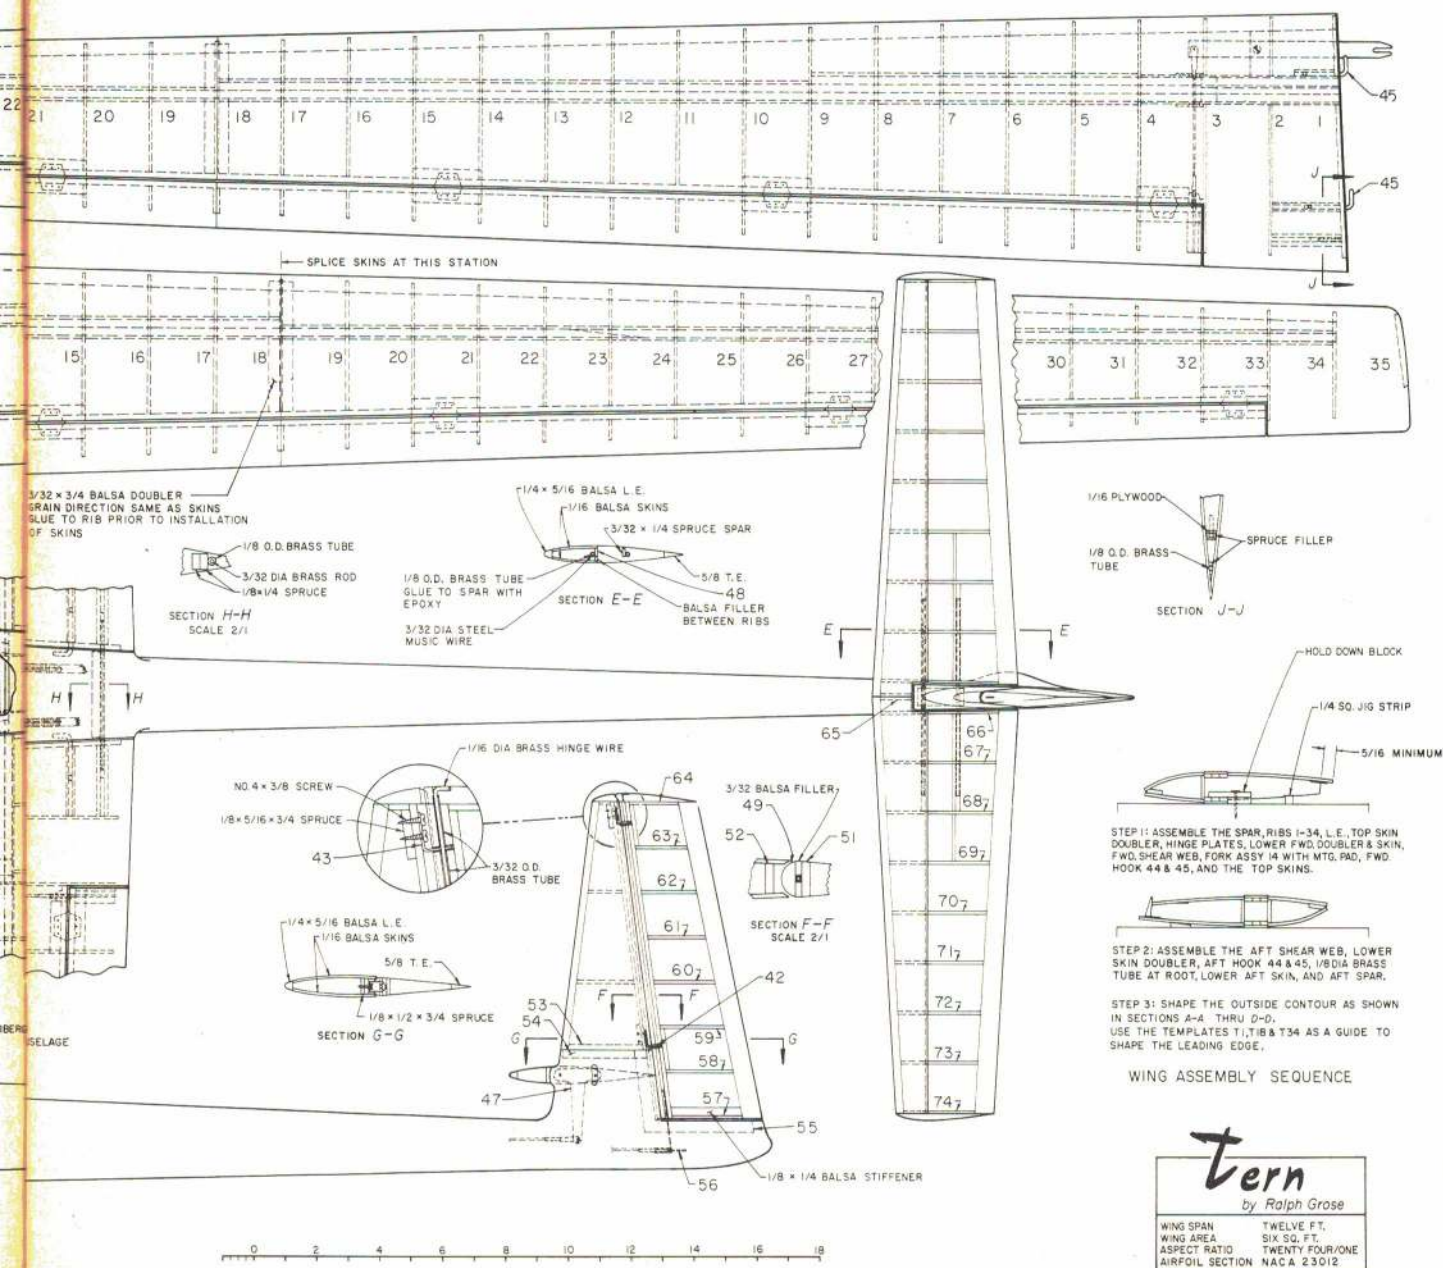 45
22 21 20 19 18 17 16 15 14 13 12 11 10 9 8 7 6 5 4 3 2 1
J
45
SPLICE SKINS AT THIS STATION
J
15 16 17 18 19 20 21 22 23 24 25 26 27 30 31 32 33 34 35
3/32 × 3/4 BALSA DOUBLER
GRAIN DIRECTION SAME AS SKINS
GLUE TO RIB PRIOR TO INSTALLATION
OF SKINS
1/8 O.D. BRASS TUBE
3/32 DIA BRASS ROD
1/8×1/4 SPRUCE
SECTION H-H
SCALE 2/1
1/4 × 5/16 BALSA L.E.
1/16 BALSA SKINS
3/32 × 1/4 SPRUCE SPAR
1/8 O.D. BRASS TUBE
GLUE TO SPAR WITH
EPOXY
3/32 DIA STEEL
MUSIC WIRE
SECTION E-E
5/8 T.E.
48
BALSA FILLER
BETWEEN RIBS
1/16 PLYWOOD
SPRUCE FILLER
1/8 O.D. BRASS
TUBE
SECTION J-J
E E
H H
65
66
67
68
69
70
71
72
73
74
HOLD DOWN BLOCK
1/4 SQ. JIG STRIP
5/16 MINIMUM
STEP 1: ASSEMBLE THE SPAR, RIBS 1-34, L.E., TOP SKIN
DOUBLER, HINGE PLATES, LOWER FWD. DOUBLER & SKIN,
FWD. SHEAR WEB, FORK ASSY 14 WITH MTG. PAD, FWD.
HOOK 44 & 45, AND THE TOP SKINS.
STEP 2: ASSEMBLE THE AFT SHEAR WEB, LOWER
SKIN DOUBLER, AFT HOOK 44 & 45, 1/8 DIA BRASS
TUBE AT ROOT, LOWER AFT SKIN, AND AFT SPAR.
STEP 3: SHAPE THE OUTSIDE CONTOUR AS SHOWN
IN SECTIONS A-A THRU D-D.
USE THE TEMPLATES T1, T18 & T34 AS A GUIDE TO
SHAPE THE LEADING EDGE.
WING ASSEMBLY SEQUENCE
1/16 DIA BRASS HINGE WIRE
NO. 4 × 3/8 SCREW
1/8 × 5/16 × 3/4 SPRUCE
43
3/32 O.D.
BRASS TUBE
64
63
62
61
60
59
58
57
3/32 BALSA FILLER
49
52
51
SECTION F-F
SCALE 2/1
1/4 × 5/16 BALSA L.E.
1/16 BALSA SKINS
5/8 T.E.
1/8 × 1/2 × 3/4 SPRUCE
SECTION G-G
F F
42
53
54
G G
47
55
56
1/8 × 1/4 BALSA STIFFENER
SELAGE
0 2 4 6 8 10 12 14 16 18
Tern
by Ralph Grose
WING SPAN TWELVE FT.
WING AREA SIX SQ. FT.
ASPECT RATIO TWENTY FOUR/ONE
AIRFOIL SECTION NACA 23012